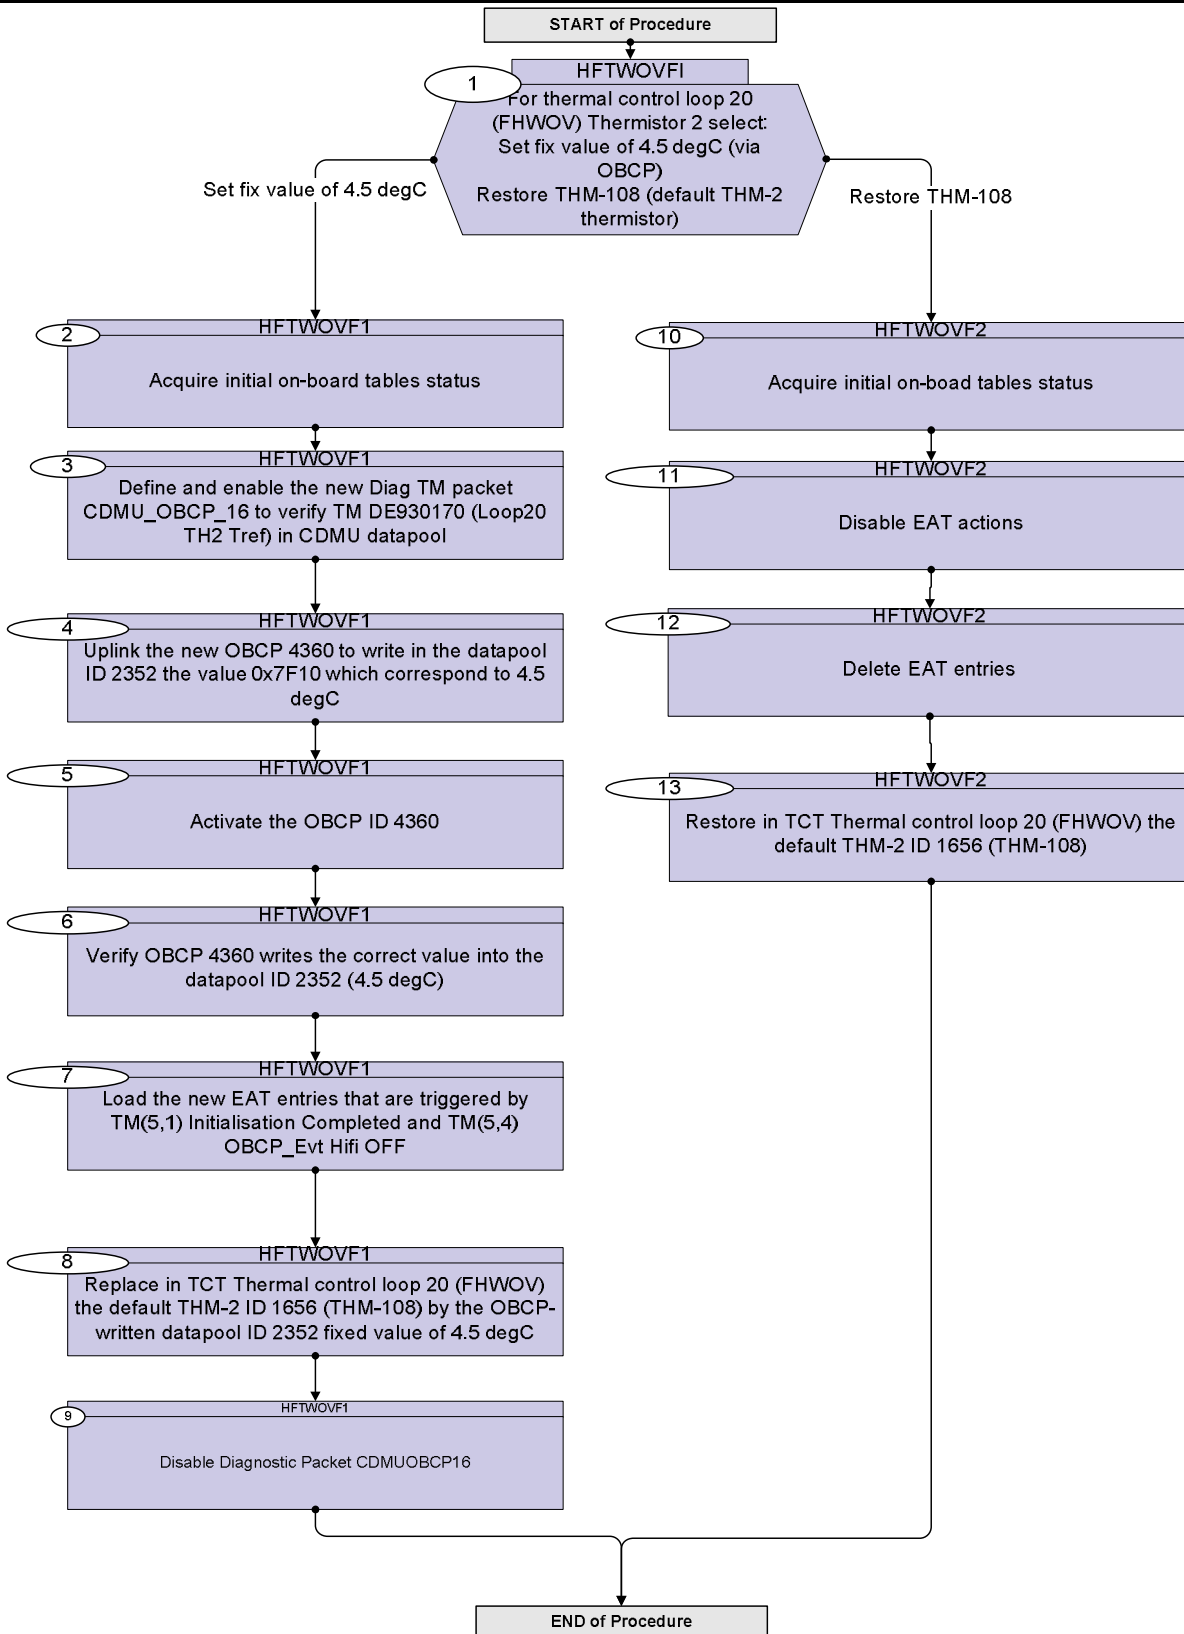 START of Procedure
HFTWOVFI
1
For thermal control loop 20
(FHWOV) Thermistor 2 select:
Set fix value of 4.5 degC (via
OBCP)
Restore THM-108 (default THM-2
thermistor)
Set fix value of 4.5 degC
Restore THM-108
HFTWOVF1
2
Acquire initial on-board tables status
HFTWOVF1
3
Define and enable the new Diag TM packet
CDMU_OBCP_16 to verify TM DE930170 (Loop20
TH2 Tref) in CDMU datapool
HFTWOVF1
4
Uplink the new OBCP 4360 to write in the datapool
ID 2352 the value 0x7F10 which correspond to 4.5
degC
HFTWOVF1
5
Activate the OBCP ID 4360
HFTWOVF1
6
Verify OBCP 4360 writes the correct value into the
datapool ID 2352 (4.5 degC)
HFTWOVF1
7
Load the new EAT entries that are triggered by
TM(5,1) Initialisation Completed and TM(5,4)
OBCP_Evt Hifi OFF
HFTWOVF1
8
Replace in TCT Thermal control loop 20 (FHWOV)
the default THM-2 ID 1656 (THM-108) by the OBCP-
written datapool ID 2352 fixed value of 4.5 degC
HFTWOVF1
9
Disable Diagnostic Packet CDMUOBCP16
HFTWOVF2
10
Acquire initial on-boad tables status
HFTWOVF2
11
Disable EAT actions
HFTWOVF2
12
Delete EAT entries
HFTWOVF2
13
Restore in TCT Thermal control loop 20 (FHWOV) the
default THM-2 ID 1656 (THM-108)
END of Procedure